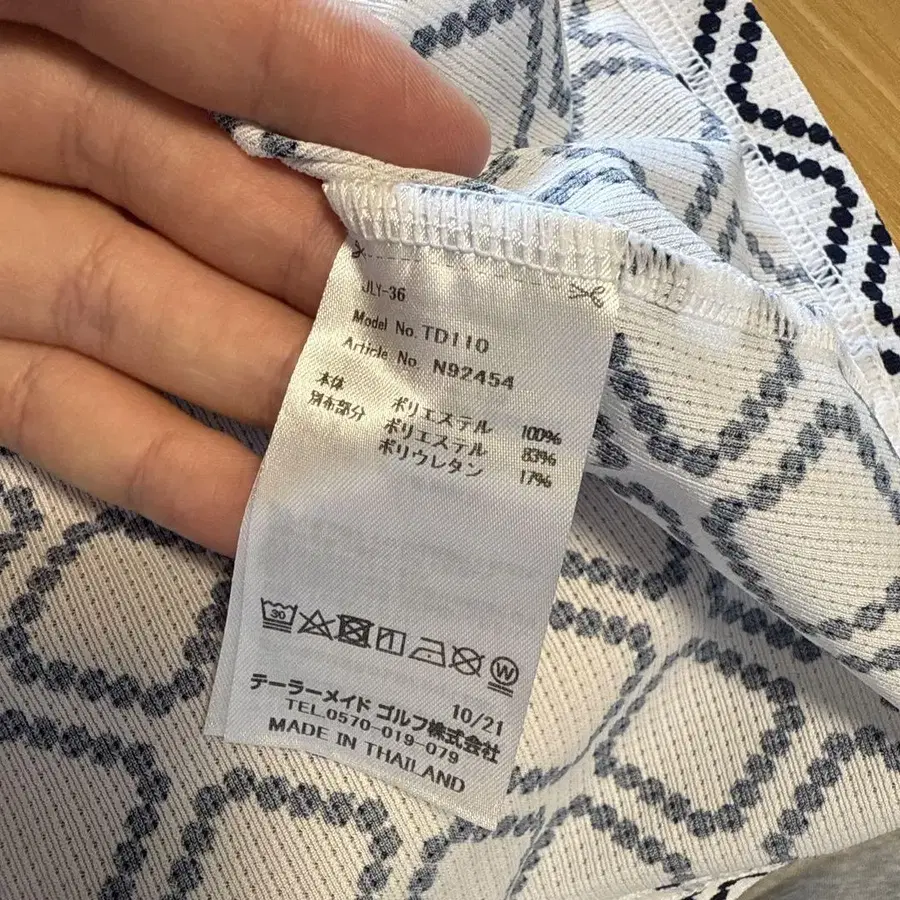 JLY-36
Model No. TD110
Article No. N92454
本体 ポリエステル 100%
別布部分 ポリエステル 83%
ポリウレタン 17%
30
W
10/21
テーラーメイド ゴルフ株式会社
TEL.0570-019-079
MADE IN THAILAND